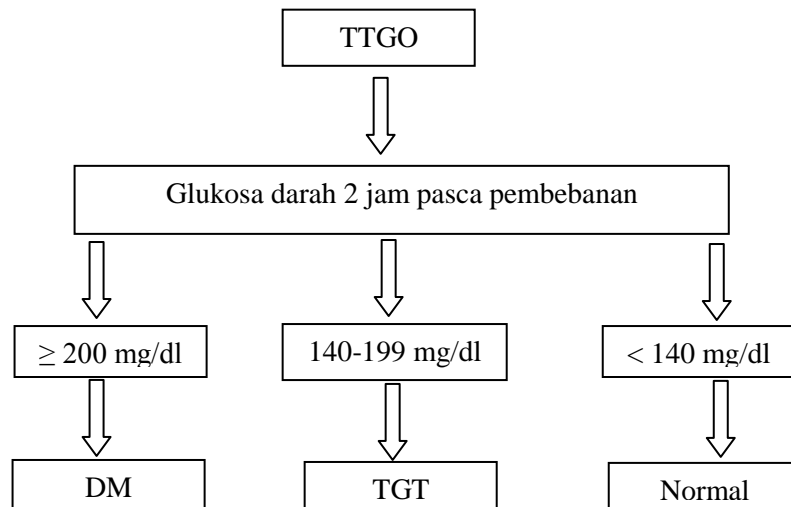 TTGO
Glukosa darah 2 jam pasca pembebanan
≥ 200 mg/dl
140-199 mg/dl
< 140 mg/dl
DM
TGT
Normal